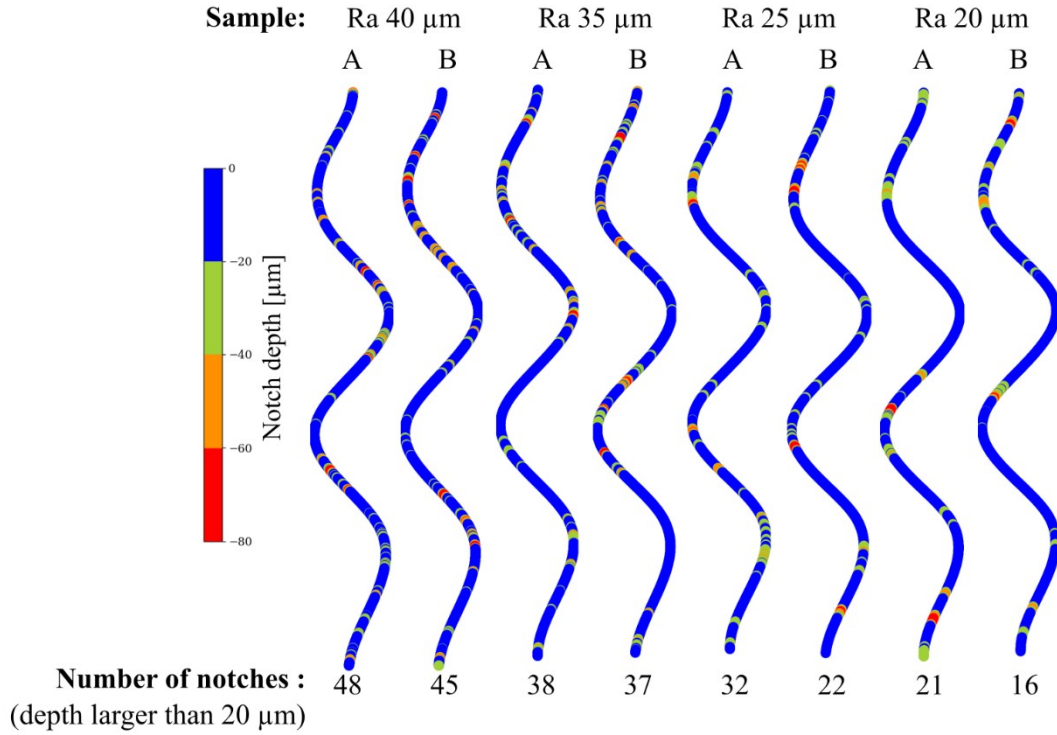 Sample: Ra 40 µm Ra 35 µm Ra 25 µm Ra 20 µm
A B A B A B A B
0
−20
−40
−60
−80
Notch depth [µm]
Number of notches :
48 45 38 37 32 22 21 16
(depth larger than 20 µm)